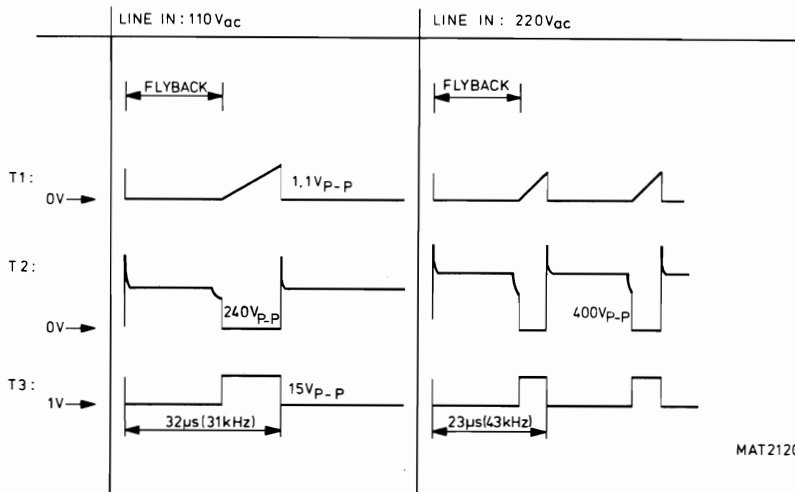 LINE IN: 110Vac
LINE IN: 220Vac
FLYBACK
FLYBACK
T1:
0V
1,1VP-P
T2:
0V
240VP-P
400VP-P
T3:
1V
15VP-P
32µs(31kHz)
23µs(43kHz)
MAT2120